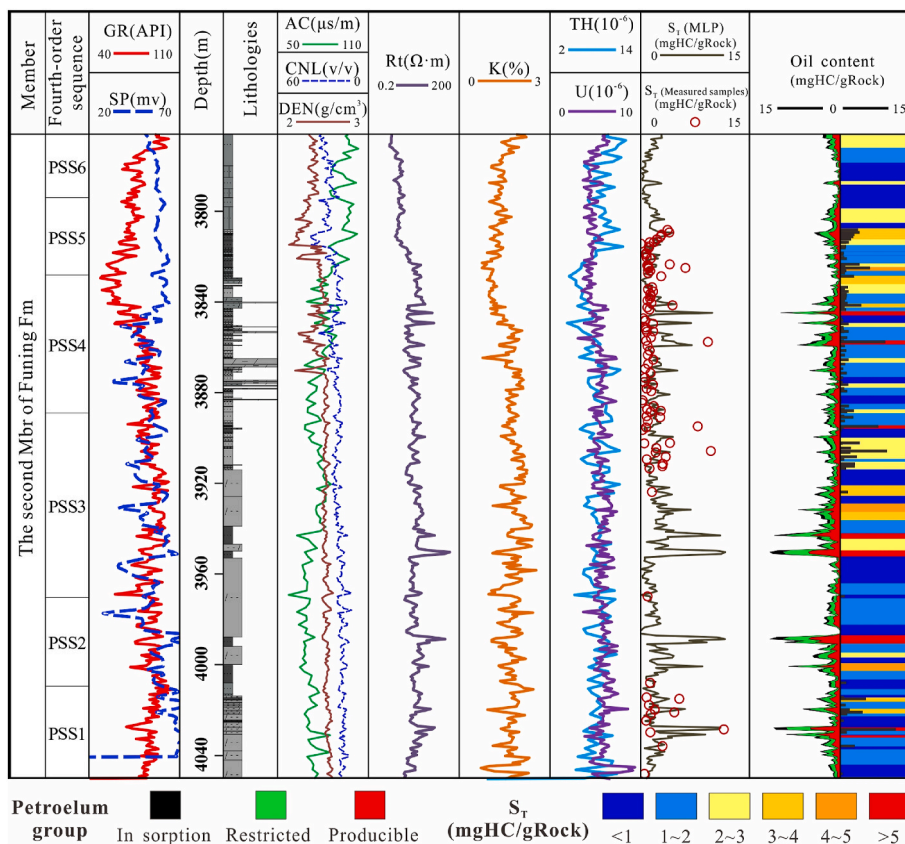 Member
Fourth-order
sequence
GR(API)
40 110
SP(mv)
20 70
Depth(m)
Lithologies
AC(μs/m)
50 110
CNL(v/v)
60 0
DEN(g/cm³)
2 3
Rt(Ω·m)
0.2 200
K(%)
0 3
TH(10⁻⁶)
2 14
U(10⁻⁶)
0 10
S_T (MLP)
(mgHC/gRock)
0 15
S_T (Measured samples)
(mgHC/gRock)
0 15
Oil content
(mgHC/gRock)
15 0 15
The second Mbr of Funing Fm
PSS6
PSS5
PSS4
PSS3
PSS2
PSS1
3800
3840
3880
3920
3960
4000
4040
Petroelum
group
In sorption
Restricted
Producible
S_T
(mgHC/gRock)
<1
1~2
2~3
3~4
4~5
>5